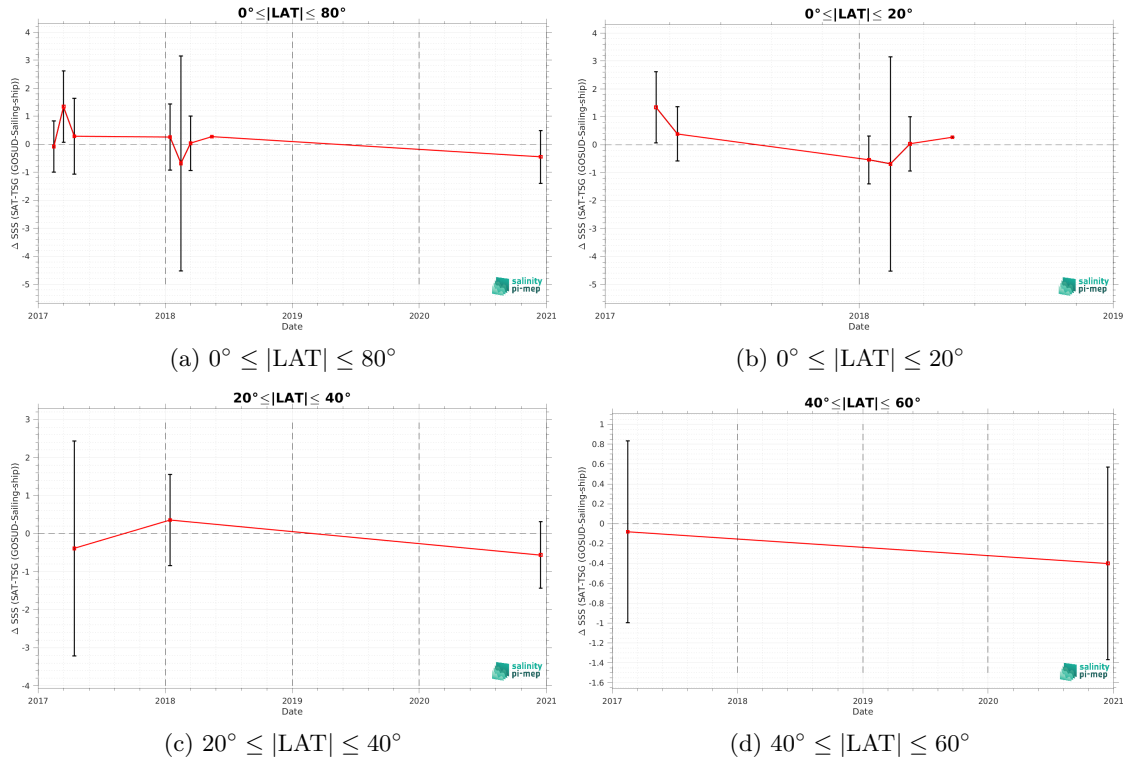 0°≤|LAT|≤ 80°
Δ SSS (SAT-TSG (GOSUD-Sailing-ship))
4
3
2
1
0
-1
-2
-3
-4
-5
salinity
pi-mep
2017 2018 2019 2020 2021
Date
(a) 0° ≤ |LAT| ≤ 80°
0°≤|LAT|≤ 20°
Δ SSS (SAT-TSG (GOSUD-Sailing-ship))
4
3
2
1
0
-1
-2
-3
-4
-5
salinity
pi-mep
2017 2018 2019
Date
(b) 0° ≤ |LAT| ≤ 20°
20°≤|LAT|≤ 40°
Δ SSS (SAT-TSG (GOSUD-Sailing-ship))
3
2
1
0
-1
-2
-3
-4
salinity
pi-mep
2017 2018 2019 2020 2021
Date
(c) 20° ≤ |LAT| ≤ 40°
40°≤|LAT|≤ 60°
Δ SSS (SAT-TSG (GOSUD-Sailing-ship))
1
0.8
0.6
0.4
0.2
0
-0.2
-0.4
-0.6
-0.8
-1
-1.2
-1.4
-1.6
salinity
pi-mep
2017 2018 2019 2020 2021
Date
(d) 40° ≤ |LAT| ≤ 60°